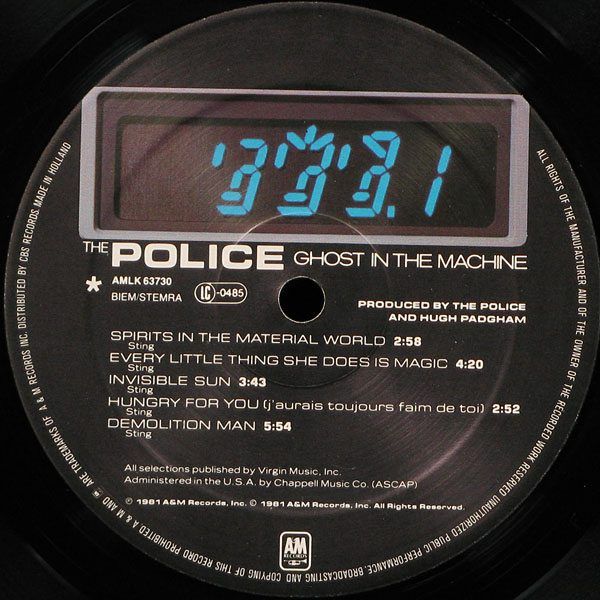 THE POLICE GHOST IN THE MACHINE
* AMLK 63730
BIEM/STEMRA LC -0485
PRODUCED BY THE POLICE
AND HUGH PADGHAM
SPIRITS IN THE MATERIAL WORLD 2:58
Sting
EVERY LITTLE THING SHE DOES IS MAGIC 4:20
Sting
INVISIBLE SUN 3:43
Sting
HUNGRY FOR YOU (j'aurais toujours faim de toi) 2:52
Sting
DEMOLITION MAN 5:54
Sting
All selections published by Virgin Music, Inc.
Administered in the U.S.A. by Chappell Music Co. (ASCAP)
℗ 1981 A&M Records, Inc. © 1981 A&M Records, Inc. All Rights Reserved.
A&M
RECORDS
ALL RIGHTS OF THE MANUFACTURER AND OF THE OWNER OF THE RECORDED WORK RESERVED UNAUTHORIZED PUBLIC PERFORMANCE, BROADCASTING AND COPYING OF THIS RECORD PROHIBITED A & M AND ARE TRADEMARKS OF A & M RECORDS INC. DISTRIBUTED BY CBS RECORDS MADE IN HOLLAND